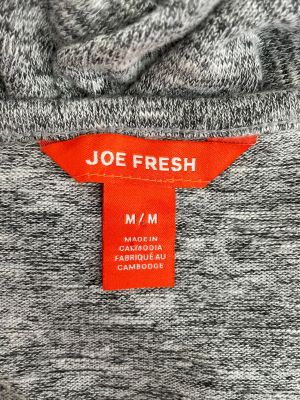 JOE FRESH
M/M
MADE IN
CAMBODIA
FABRIQUÉ AU
CAMBODGE